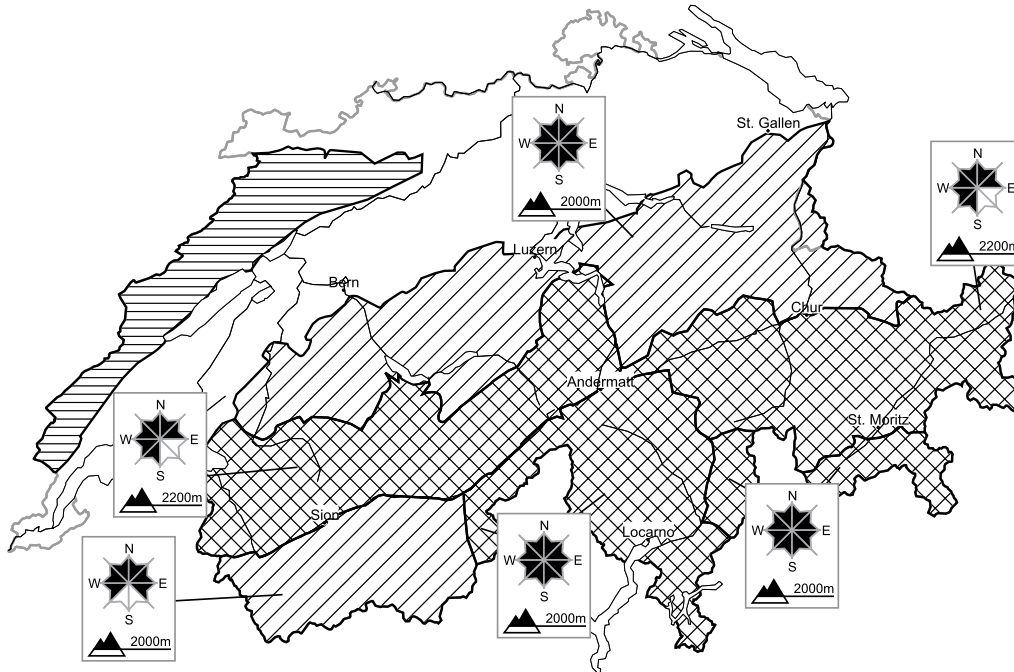 St. Gallen
N
W E
S
2000m
N
W E
S
2200m
Luzern
Bern
Chur
Andermatt
St. Moritz
N
W E
S
2200m
Sion
Locarno
N
W E
S
2000m
N
W E
S
2000m
N
W E
S
2000m